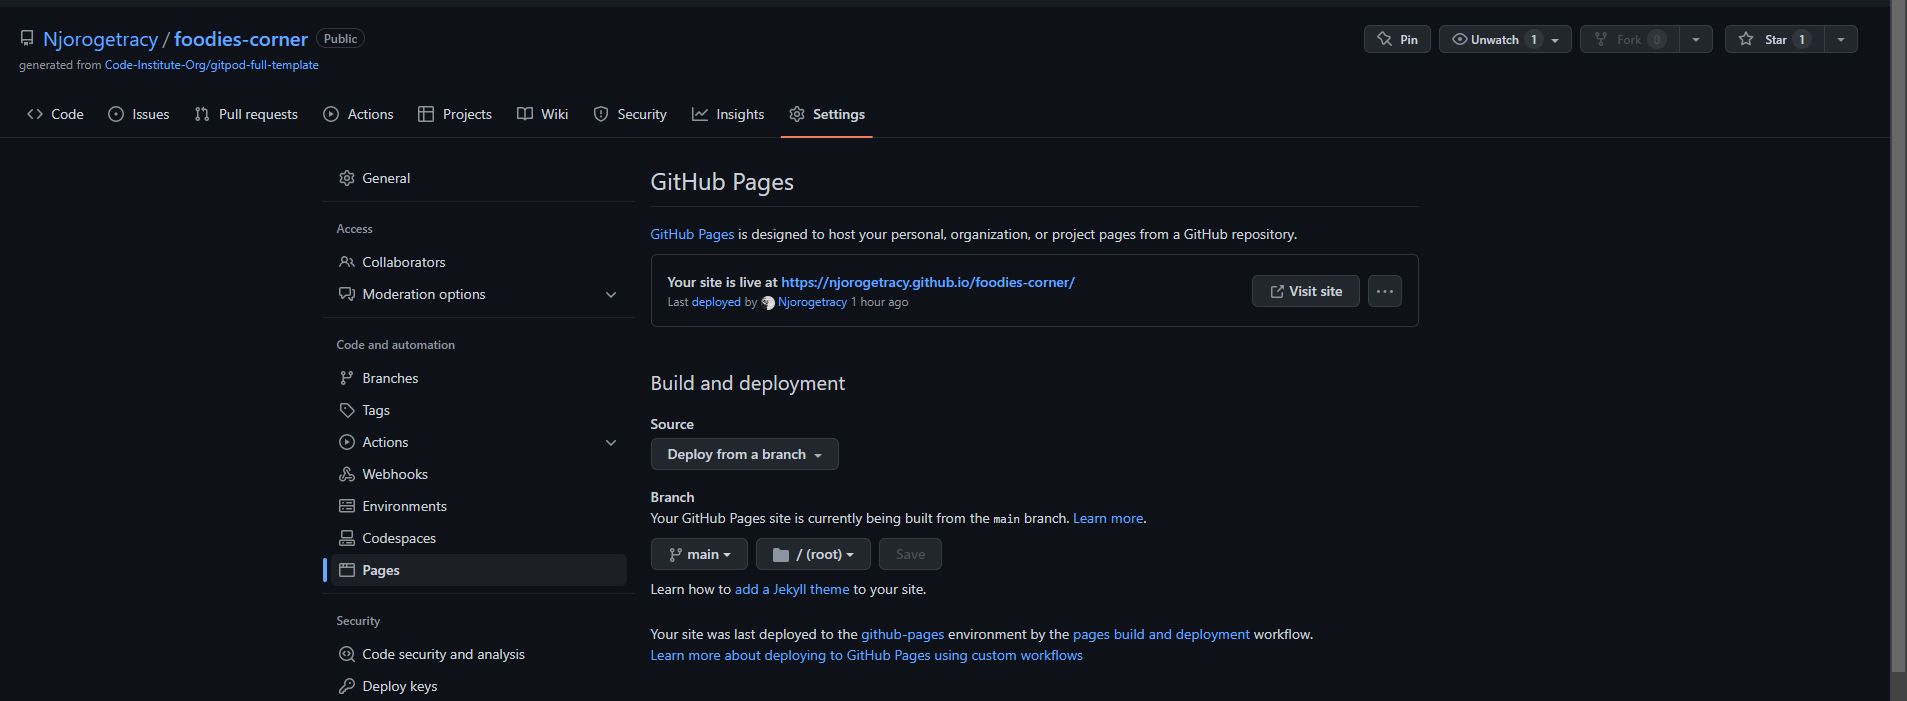 Njorogetracy / foodies-corner Public
Pin
Unwatch 1
Fork 0
Star 1
generated from Code-Institute-Org/gitpod-full-template
Code
Issues
Pull requests
Actions
Projects
Wiki
Security
Insights
Settings
General
Access
Collaborators
Moderation options
Code and automation
Branches
Tags
Actions
Webhooks
Environments
Codespaces
Pages
Security
Code security and analysis
Deploy keys
GitHub Pages
GitHub Pages is designed to host your personal, organization, or project pages from a GitHub repository.
Your site is live at https://njorogetracy.github.io/foodies-corner/
Last deployed by Njorogetracy 1 hour ago
Visit site
Build and deployment
Source
Deploy from a branch
Branch
Your GitHub Pages site is currently being built from the main branch. Learn more.
main
/ (root)
Save
Learn how to add a Jekyll theme to your site.
Your site was last deployed to the github-pages environment by the pages build and deployment workflow.
Learn more about deploying to GitHub Pages using custom workflows